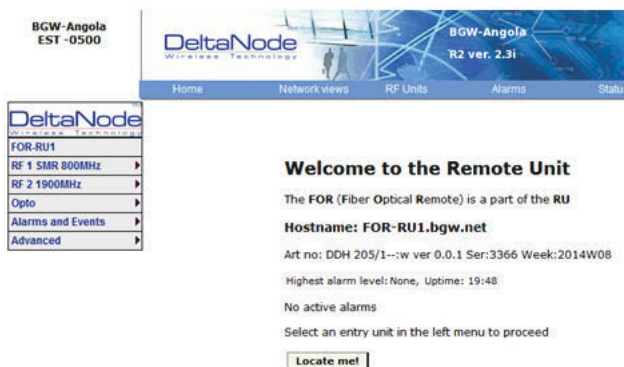 BGW-Angola
EST -0500
DeltaNode
Wireless Technology
BGW-Angola
R2 ver. 2.3i
Home Network views RF Units Alarms Statu
DeltaNode
Wireless Technology
FOR-RU1
RF 1 SMR 800MHz
RF 2 1900MHz
Opto
Alarms and Events
Advanced
Welcome to the Remote Unit
The FOR (Fiber Optical Remote) is a part of the RU
Hostname: FOR-RU1.bgw.net
Art no: DDH 205/1--:w ver 0.0.1 Ser:3366 Week:2014W08
Highest alarm level: None, Uptime: 19:48
No active alarms
Select an entry unit in the left menu to proceed
Locate me!